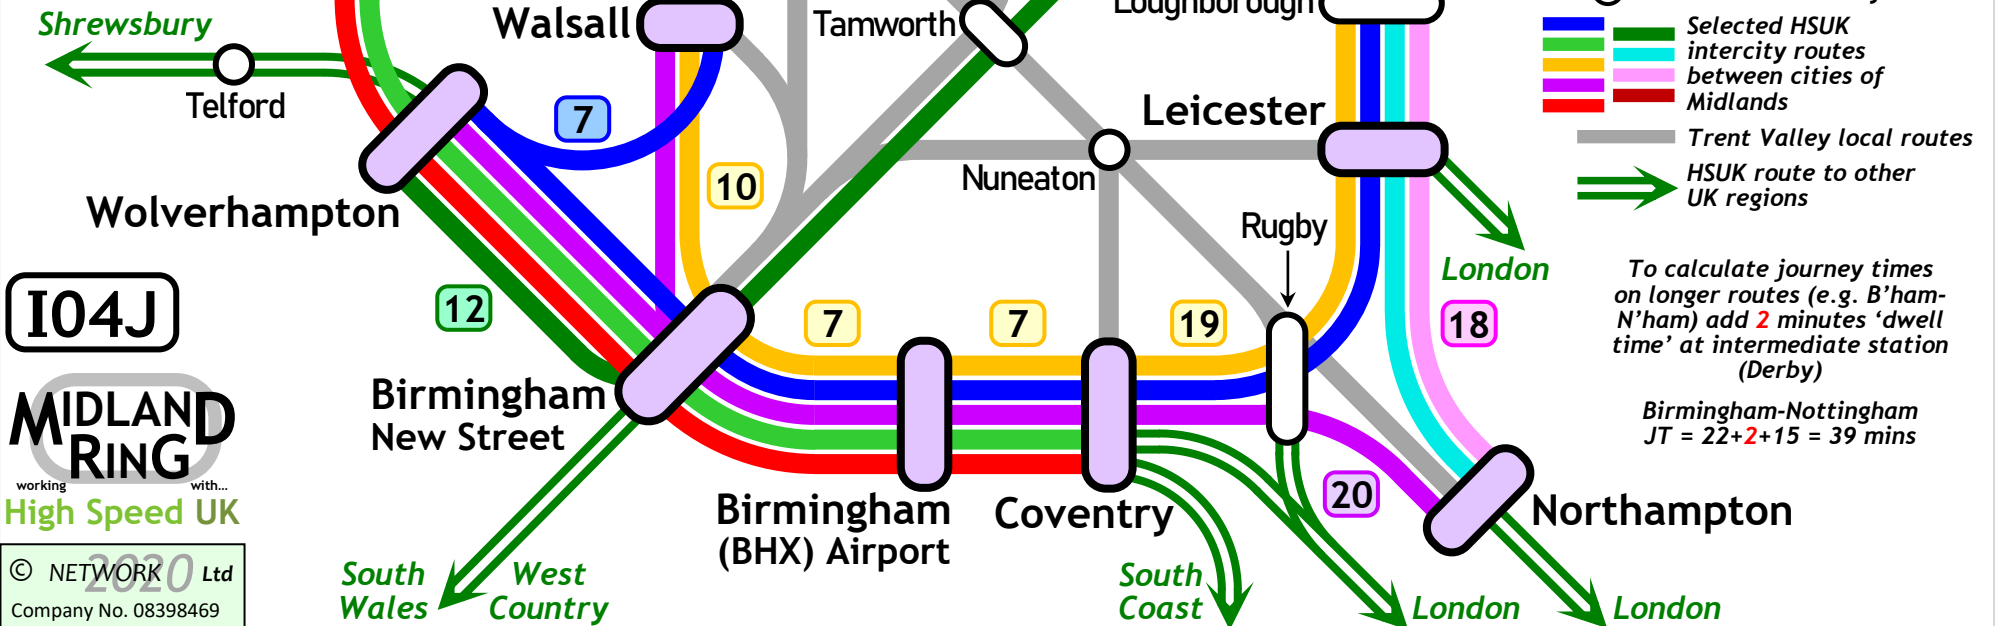 Shrewsbury
Telford
Walsall
Tamworth
Loughborough
Selected HSUK
intercity routes
between cities of
Midlands
Trent Valley local routes
HSUK route to other
UK regions
7
10
Leicester
Nuneaton
Wolverhampton
Rugby
London
To calculate journey times
on longer routes (e.g. B’ham-
N’ham) add 2 minutes ‘dwell
time’ at intermediate station
(Derby)
Birmingham-Nottingham
JT = 22+2+15 = 39 mins
I04J
12
7
7
19
18
MIDLAND
RING
working
with...
High Speed UK
Birmingham
New Street
Birmingham
(BHX) Airport
Coventry
20
Northampton
© NETWORK 2020 Ltd
Company No. 08398469
South
Wales
West
Country
South
Coast
London
London